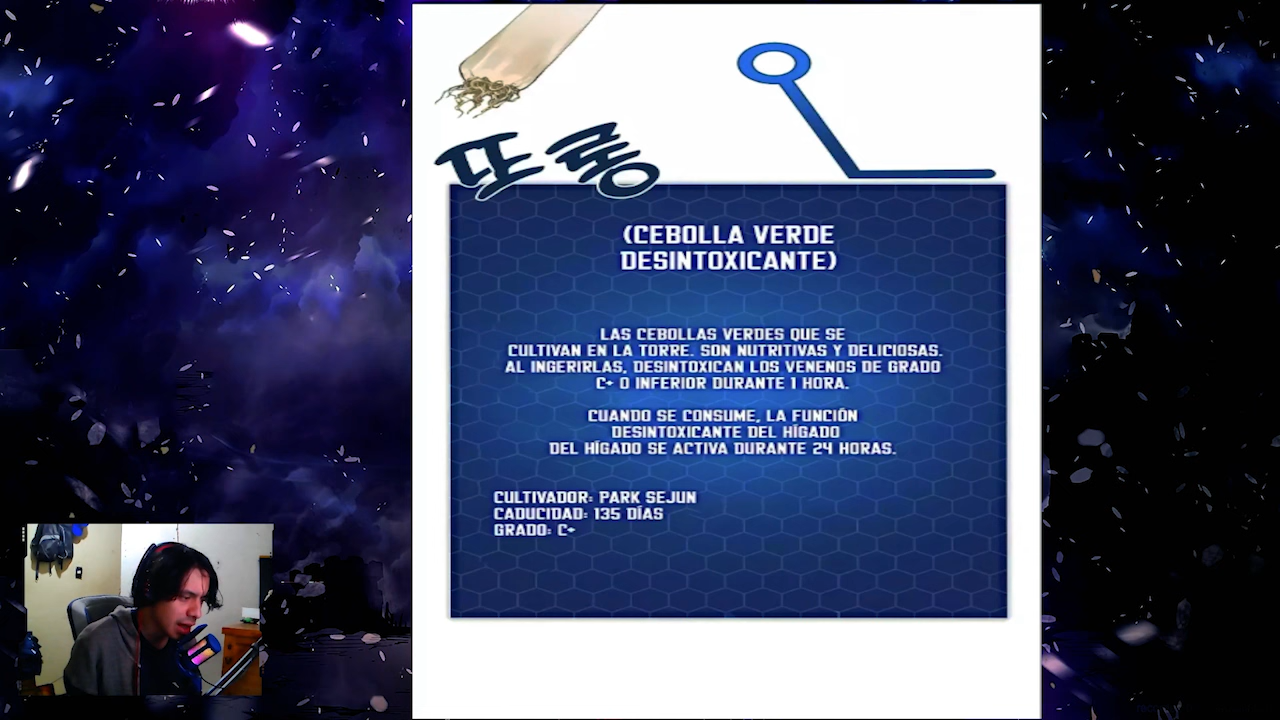 띠롱
(CEBOLLA VERDE
DESINTOXICANTE)
LAS CEBOLLAS VERDES QUE SE
CULTIVAN EN LA TORRE. SON NUTRITIVAS Y DELICIOSAS.
AL INGERIRLAS, DESINTOXICAN LOS VENENOS DE GRADO
C+ O INFERIOR DURANTE 1 HORA.
CUANDO SE CONSUME, LA FUNCIÓN
DESINTOXICANTE DEL HÍGADO
DEL HÍGADO SE ACTIVA DURANTE 24 HORAS.
CULTIVADOR: PARK SEJUN
CADUCIDAD: 135 DÍAS
GRADO: C+